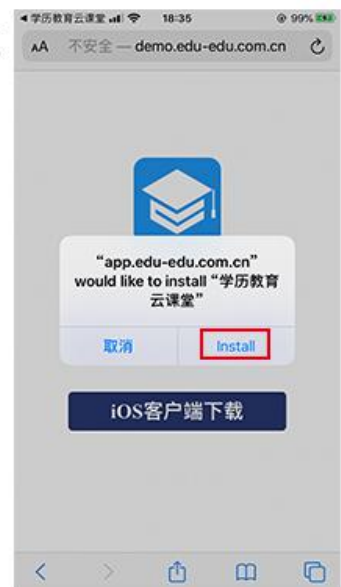 学历教育云课堂 18:35 99%
AA 不安全 — demo.edu-edu.com.cn
“app.edu-edu.com.cn”
would like to install “学历教育
云课堂”
取消 Install
iOS客户端下载